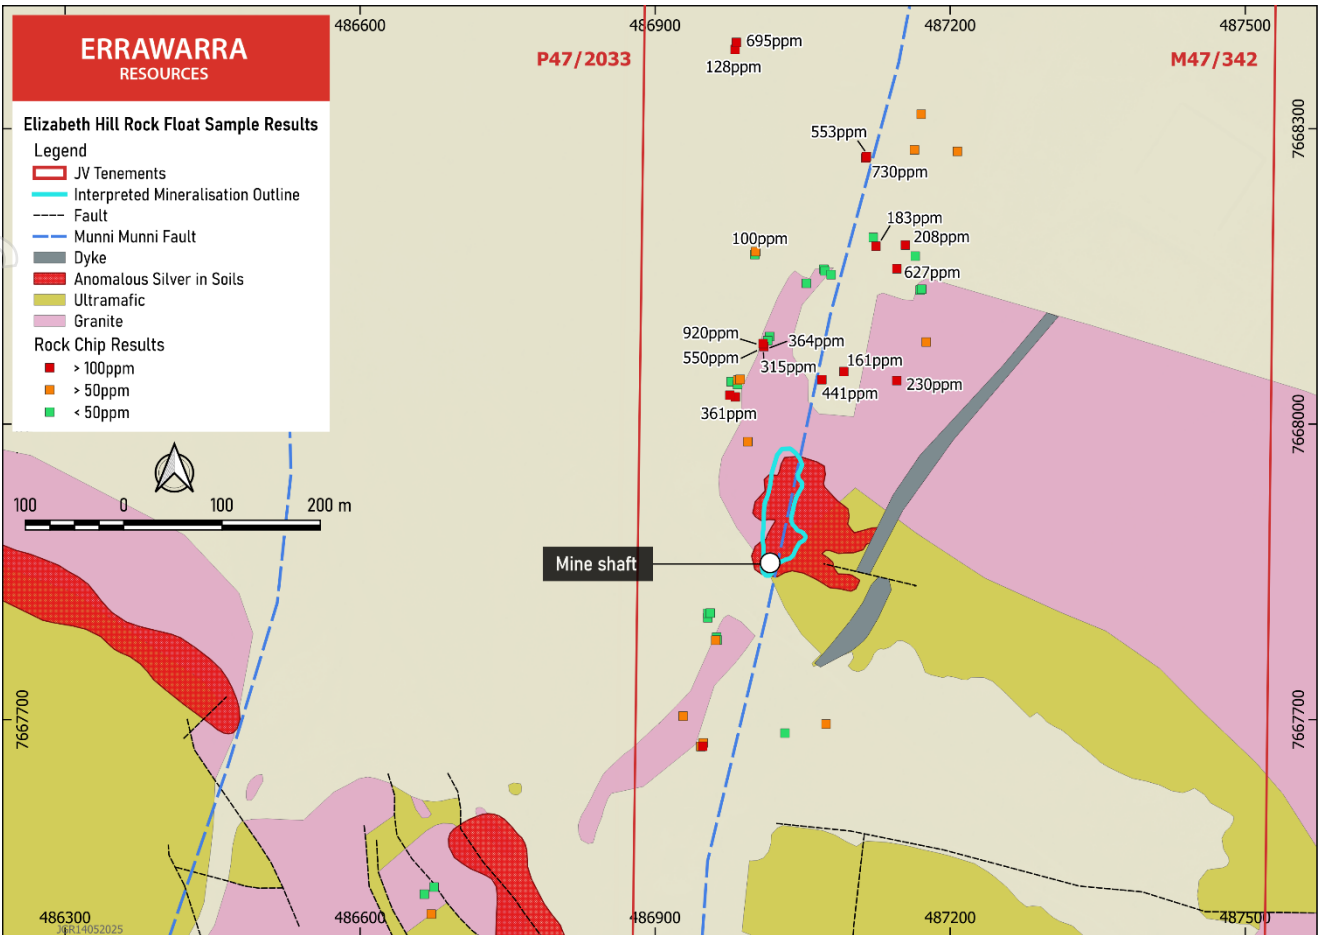 486600
486900
487200
487500
ERRAWARRA
RESOURCES
P47/2033
M47/342
695ppm
128ppm
Elizabeth Hill Rock Float Sample Results
Legend
JV Tenements
Interpreted Mineralisation Outline
Fault
Munni Munni Fault
Dyke
Anomalous Silver in Soils
Ultramafic
Granite
Rock Chip Results
> 100ppm
> 50ppm
< 50ppm
7668300
553ppm
730ppm
183ppm
208ppm
100ppm
627ppm
920ppm
364ppm
550ppm
315ppm
161ppm
230ppm
441ppm
361ppm
7668000
100 0 100 200 m
Mine shaft
7667700
7667700
486300
486600
486900
487200
487500
JGR14052025